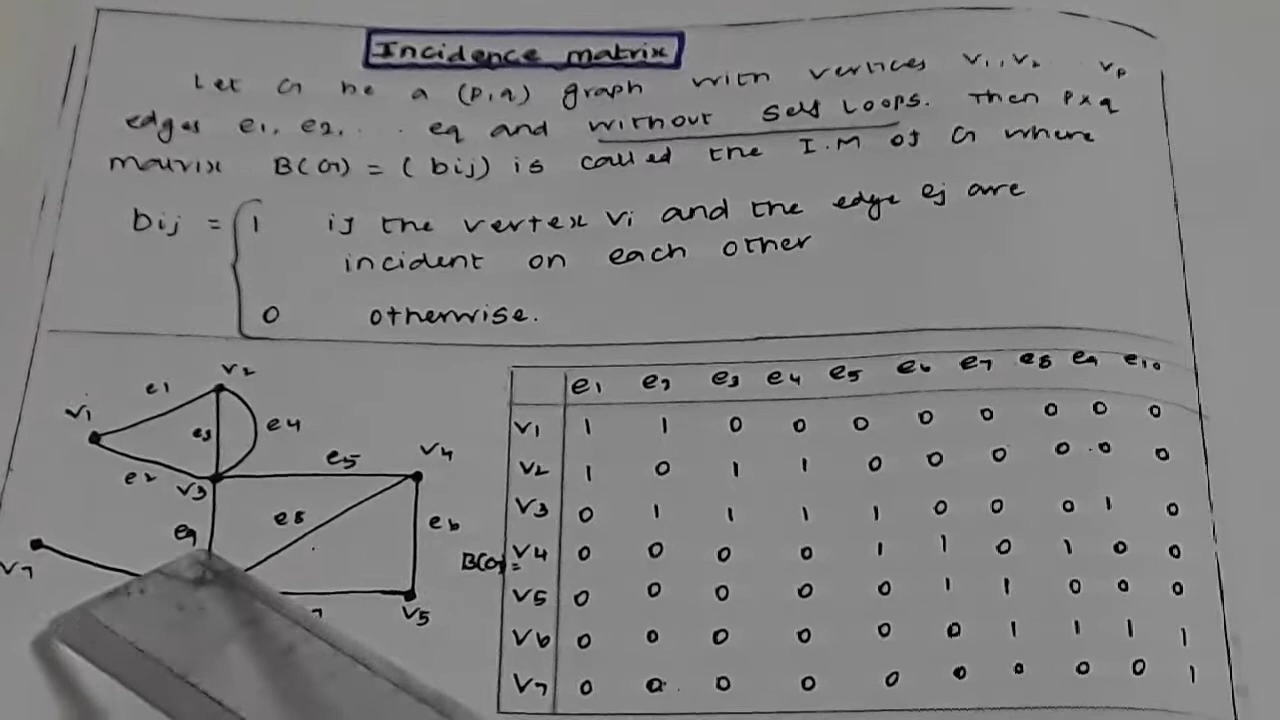 Incidence matrix
Let G be a (p,q) graph with vertices v1, v2 vp
edges e1, e2, .. eq and without self loops. Then p×q
matrix B(G) = (bij) is called the I.M of G where
bij = { 1 if the vertex vi and the edge ej are
incident on each other
0 otherwise.
v2
e1
v1
e3
e4
e2
v3
e5
v4
e8
e6
e9
v7
v5
e1 e2 e3 e4 e5 e6 e7 e8 e9 e10
v1 1 1 0 0 0 0 0 0 0 0
v2 1 0 1 1 0 0 0 0 0 0
v3 0 1 1 1 1 0 0 0 1 0
B(G)= v4 0 0 0 0 1 1 0 1 0 0
v5 0 0 0 0 0 1 1 0 0 0
v6 0 0 0 0 0 0 1 1 1 1
v7 0 0 0 0 0 0 0 0 0 1